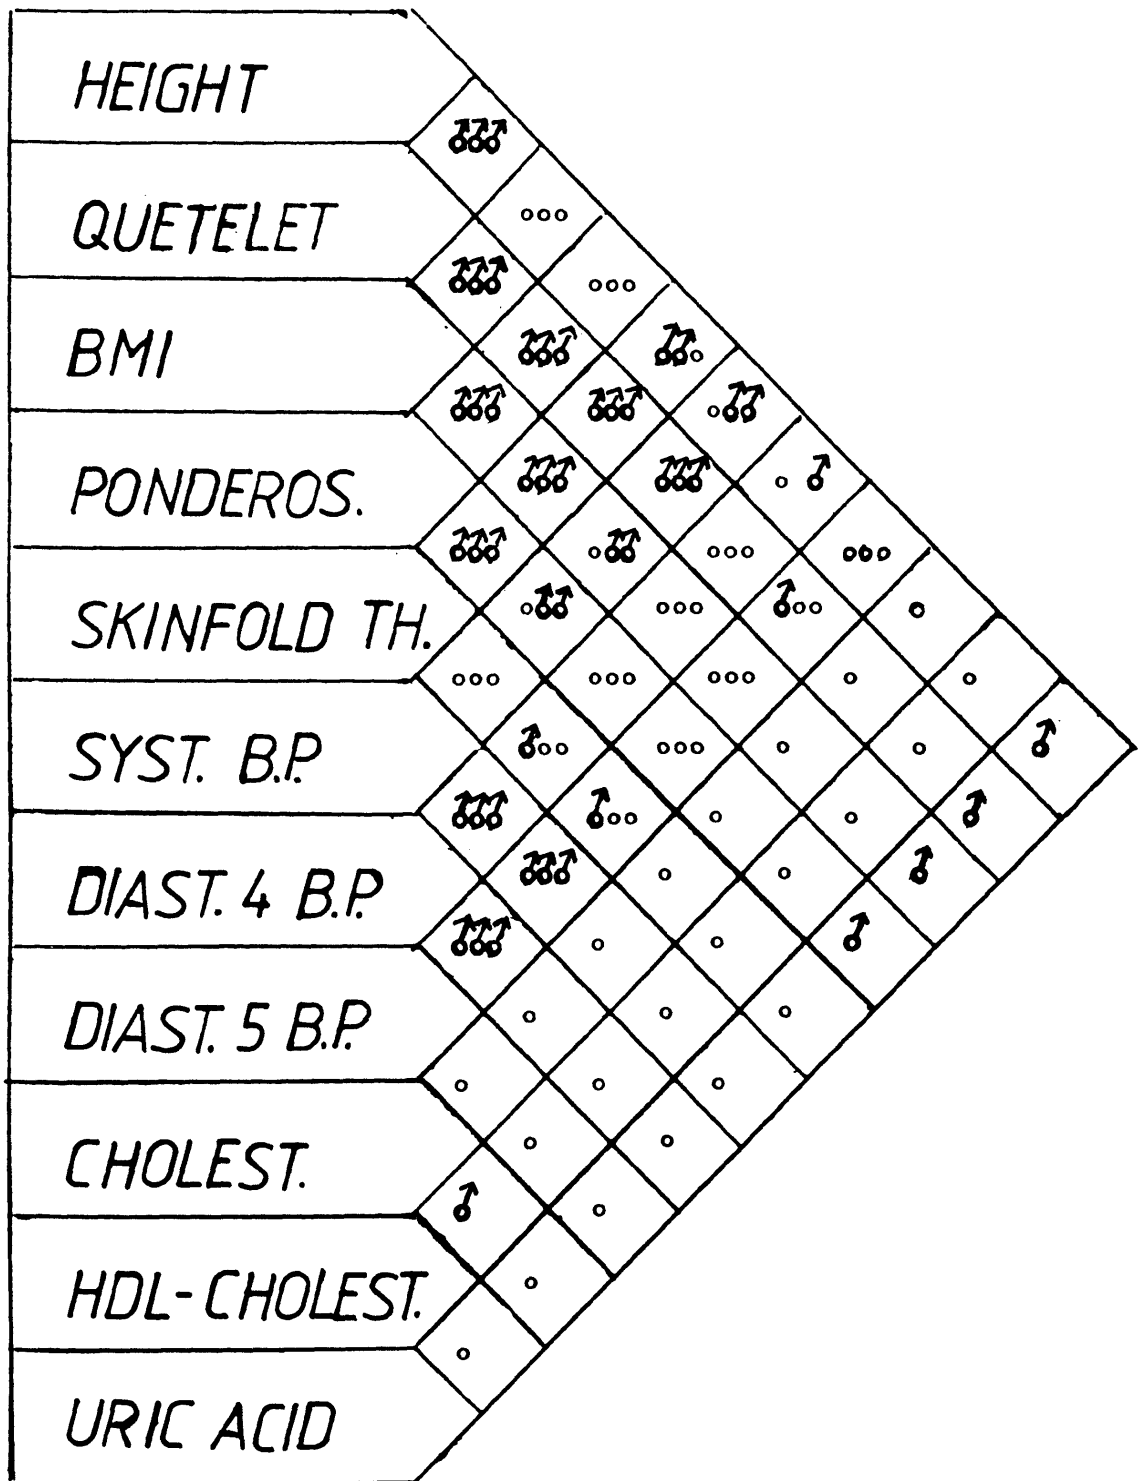 HEIGHT
QUETELET
BMI
PONDEROS.
SKINFOLD TH.
SYST. B.P.
DIAST. 4 B.P.
DIAST. 5 B.P.
CHOLEST.
HDL-CHOLEST.
URIC ACID